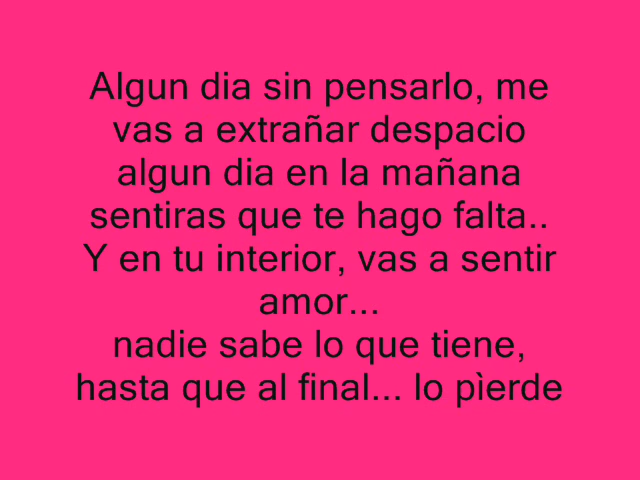 Algun dia sin pensarlo, me
vas a extrañar despacio
algun dia en la mañana
sentiras que te hago falta..
Y en tu interior, vas a sentir
amor...
nadie sabe lo que tiene,
hasta que al final... lo pìerde